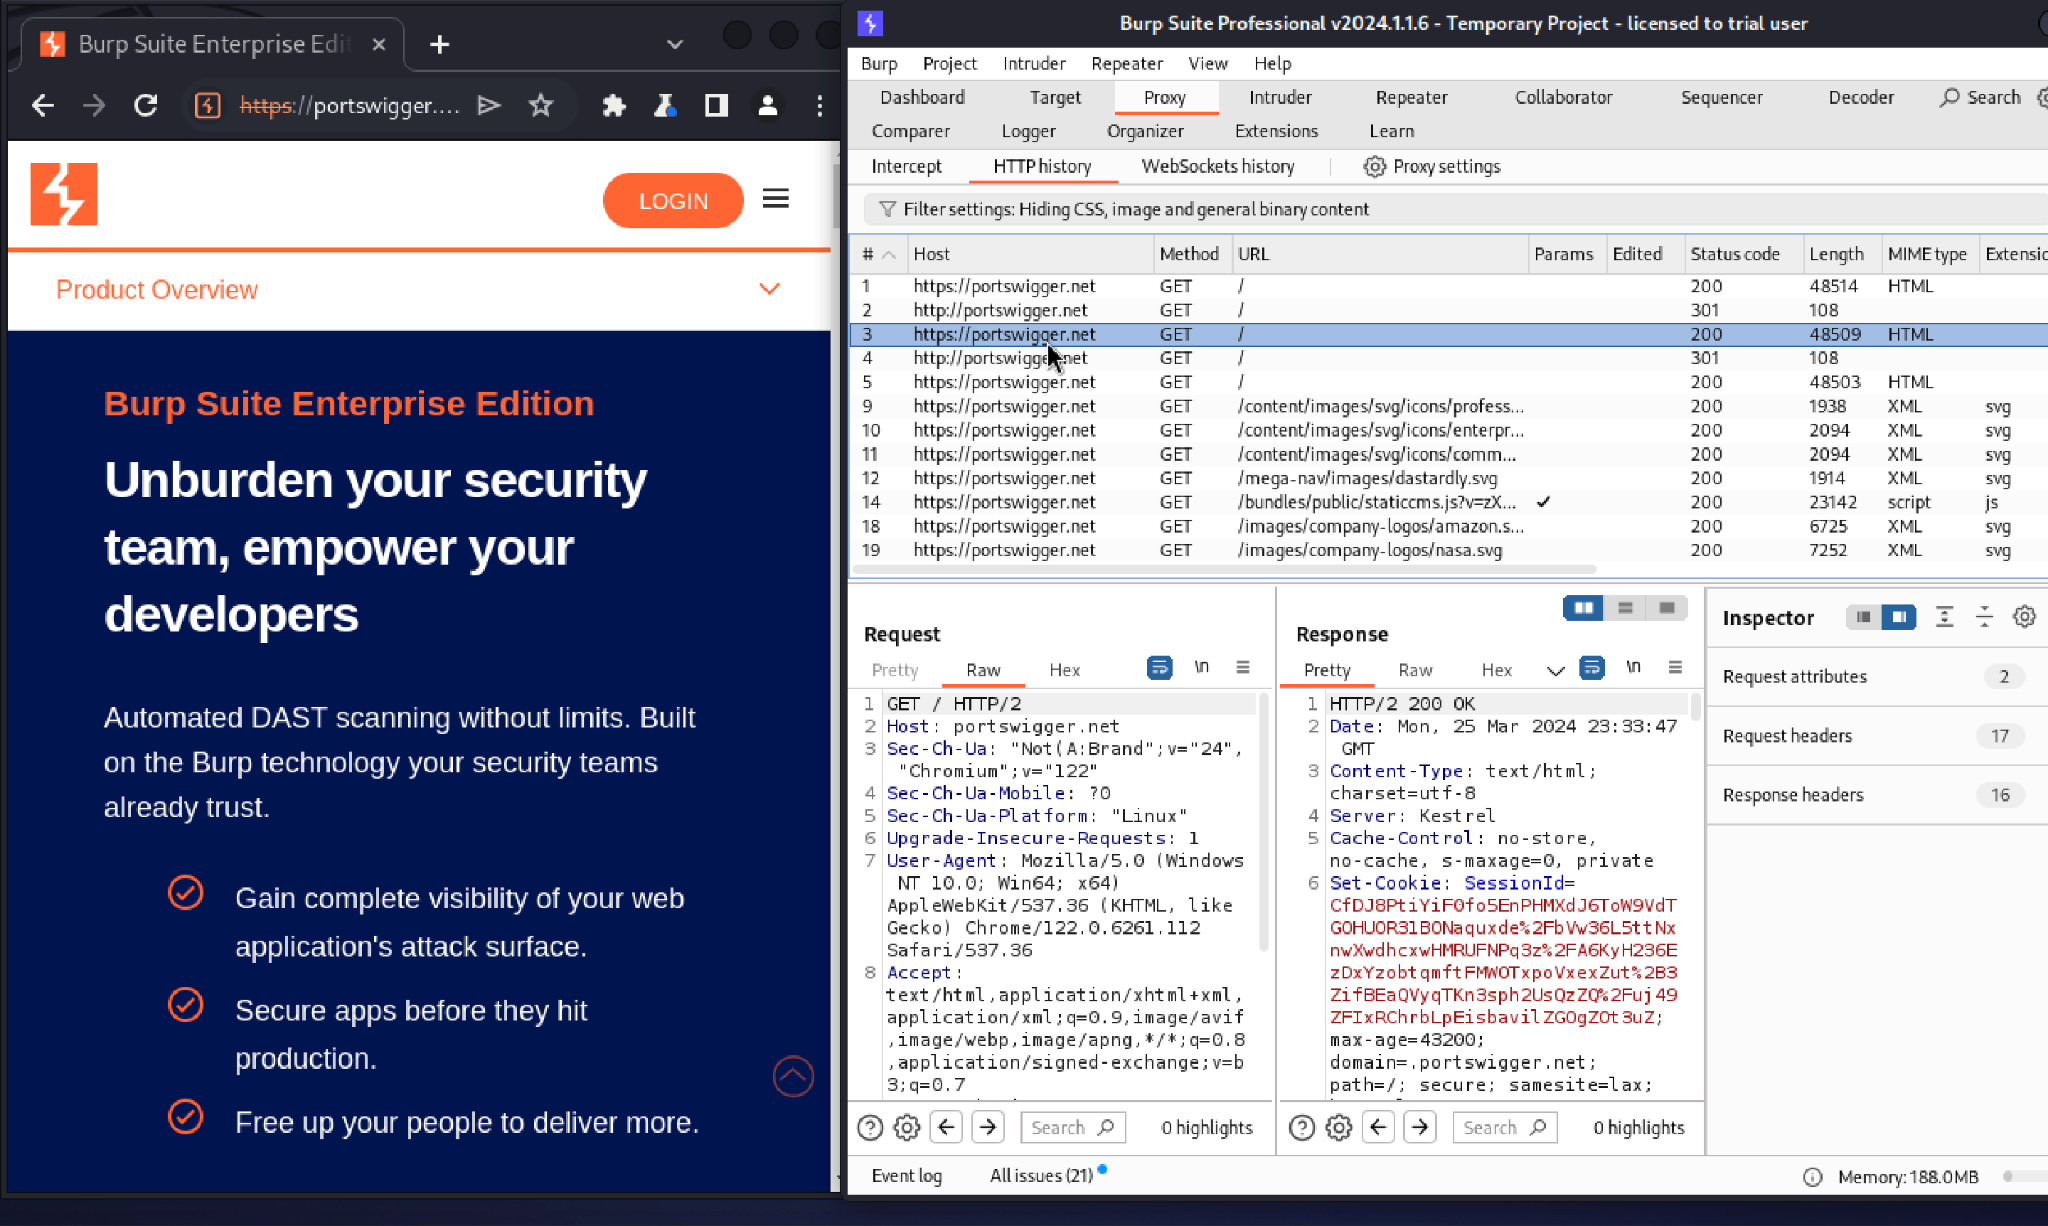 Burp Suite Enterprise Edit
https://portswigger....
LOGIN
Product Overview
Burp Suite Enterprise Edition
Unburden your security
team, empower your
developers
Automated DAST scanning without limits. Built
on the Burp technology your security teams
already trust.
Gain complete visibility of your web
application's attack surface.
Secure apps before they hit
production.
Free up your people to deliver more.
Burp Suite Professional v2024.1.1.6 - Temporary Project - licensed to trial user
Burp Project Intruder Repeater View Help
Dashboard Target Proxy Intruder Repeater Collaborator Sequencer Decoder Search
Comparer Logger Organizer Extensions Learn
Intercept HTTP history WebSockets history Proxy settings
Filter settings: Hiding CSS, image and general binary content
# Host Method URL Params Edited Status code Length MIME type Extensio
1 https://portswigger.net GET / 200 48514 HTML
2 http://portswigger.net GET / 301 108
3 https://portswigger.net GET / 200 48509 HTML
4 http://portswigger.net GET / 301 108
5 https://portswigger.net GET / 200 48503 HTML
9 https://portswigger.net GET /content/images/svg/icons/profess... 200 1938 XML svg
10 https://portswigger.net GET /content/images/svg/icons/enterpr... 200 2094 XML svg
11 https://portswigger.net GET /content/images/svg/icons/comm... 200 2094 XML svg
12 https://portswigger.net GET /mega-nav/images/dastardly.svg 200 1914 XML svg
14 https://portswigger.net GET /bundles/public/staticcms.js?v=zX... ✓ 200 23142 script js
18 https://portswigger.net GET /images/company-logos/amazon.s... 200 6725 XML svg
19 https://portswigger.net GET /images/company-logos/nasa.svg 200 7252 XML svg
Request
Pretty Raw Hex \n
1 GET / HTTP/2
2 Host: portswigger.net
3 Sec-Ch-Ua: "Not(A:Brand";v="24",
"Chromium";v="122"
4 Sec-Ch-Ua-Mobile: ?0
5 Sec-Ch-Ua-Platform: "Linux"
6 Upgrade-Insecure-Requests: 1
7 User-Agent: Mozilla/5.0 (Windows
NT 10.0; Win64; x64)
AppleWebKit/537.36 (KHTML, like
Gecko) Chrome/122.0.6261.112
Safari/537.36
8 Accept:
text/html,application/xhtml+xml,
application/xml;q=0.9,image/avif
,image/webp,image/apng,*/*;q=0.8
,application/signed-exchange;v=b
3;q=0.7
Search 0 highlights
Response
Pretty Raw Hex \n
1 HTTP/2 200 OK
2 Date: Mon, 25 Mar 2024 23:33:47
GMT
3 Content-Type: text/html;
charset=utf-8
4 Server: Kestrel
5 Cache-Control: no-store,
no-cache, s-maxage=0, private
6 Set-Cookie: SessionId=
CfDJ8PtiYiF0fo5EnPHMXdJ6ToW9VdT
GOHUOR31BONaquxde%2FbVw36L5ttNx
nwXwdhcxwHMRUFNPq3z%2FA6KyH236E
zDxYzobtqmftFMWOTxpoVxexZut%2B3
ZifBEaQVyqTKn3sph2UsQzZQ%2Fuj49
ZFIxRChrbLpEisbavilZGOgZOt3uZ;
max-age=43200;
domain=.portswigger.net;
path=/; secure; samesite=lax;
Search 0 highlights
Inspector
Request attributes 2
Request headers 17
Response headers 16
Event log All issues (21) Memory: 188.0MB